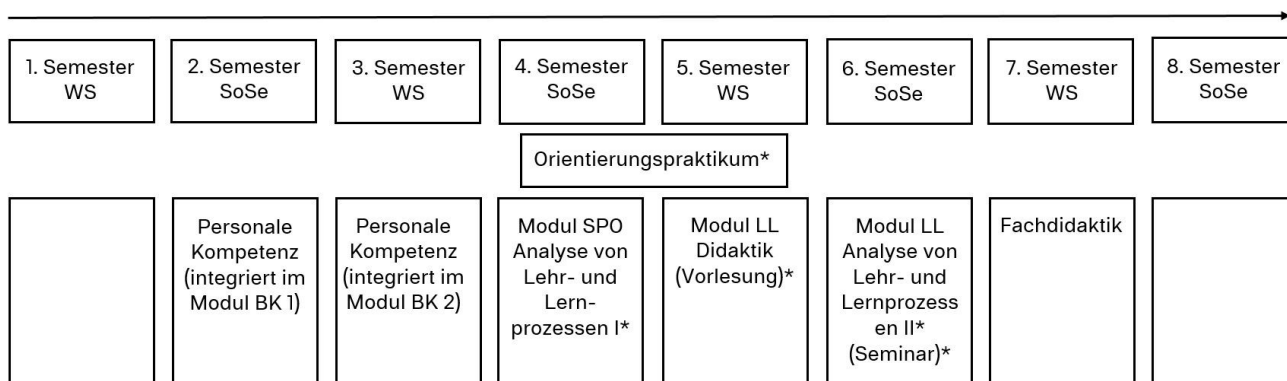 1. Semester
WS
2. Semester
SoSe
3. Semester
WS
4. Semester
SoSe
5. Semester
WS
6. Semester
SoSe
7. Semester
WS
8. Semester
SoSe
Orientierungspraktikum*
Personale
Kompetenz
(integriert im
Modul BK 1)
Personale
Kompetenz
(integriert im
Modul BK 2)
Modul SPO
Analyse von
Lehr- und
Lern-
prozessen I*
Modul LL
Didaktik
(Vorlesung)*
Modul LL
Analyse von
Lehr- und
Lernprozess
en II*
(Seminar)*
Fachdidaktik